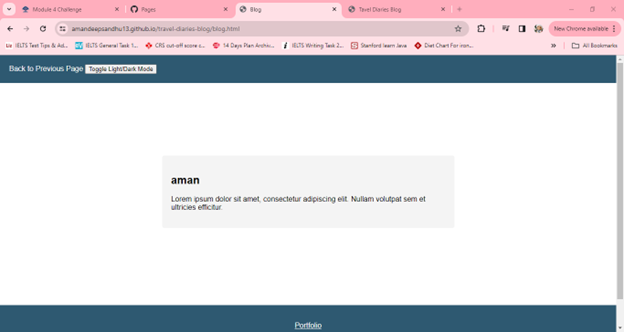 Module 4 Challenge
Pages
Blog
Tavel Diaries Blog
amandeepsandhu13.github.io/travel-diaries-blog/blog.html
New Chrome available
IELTS Test Tips & Ad...
IELTS General Task 1...
CRS cut-off score c...
14 Days Plan Archiv...
IELTS Writing Task 2...
Stanford learn Java
Diet Chart For iron...
»
All Bookmarks
Back to Previous Page Toggle Light/Dark Mode
aman
Lorem ipsum dolor sit amet, consectetur adipiscing elit. Nullam volutpat sem et
ultricies efficitur.
Portfolio